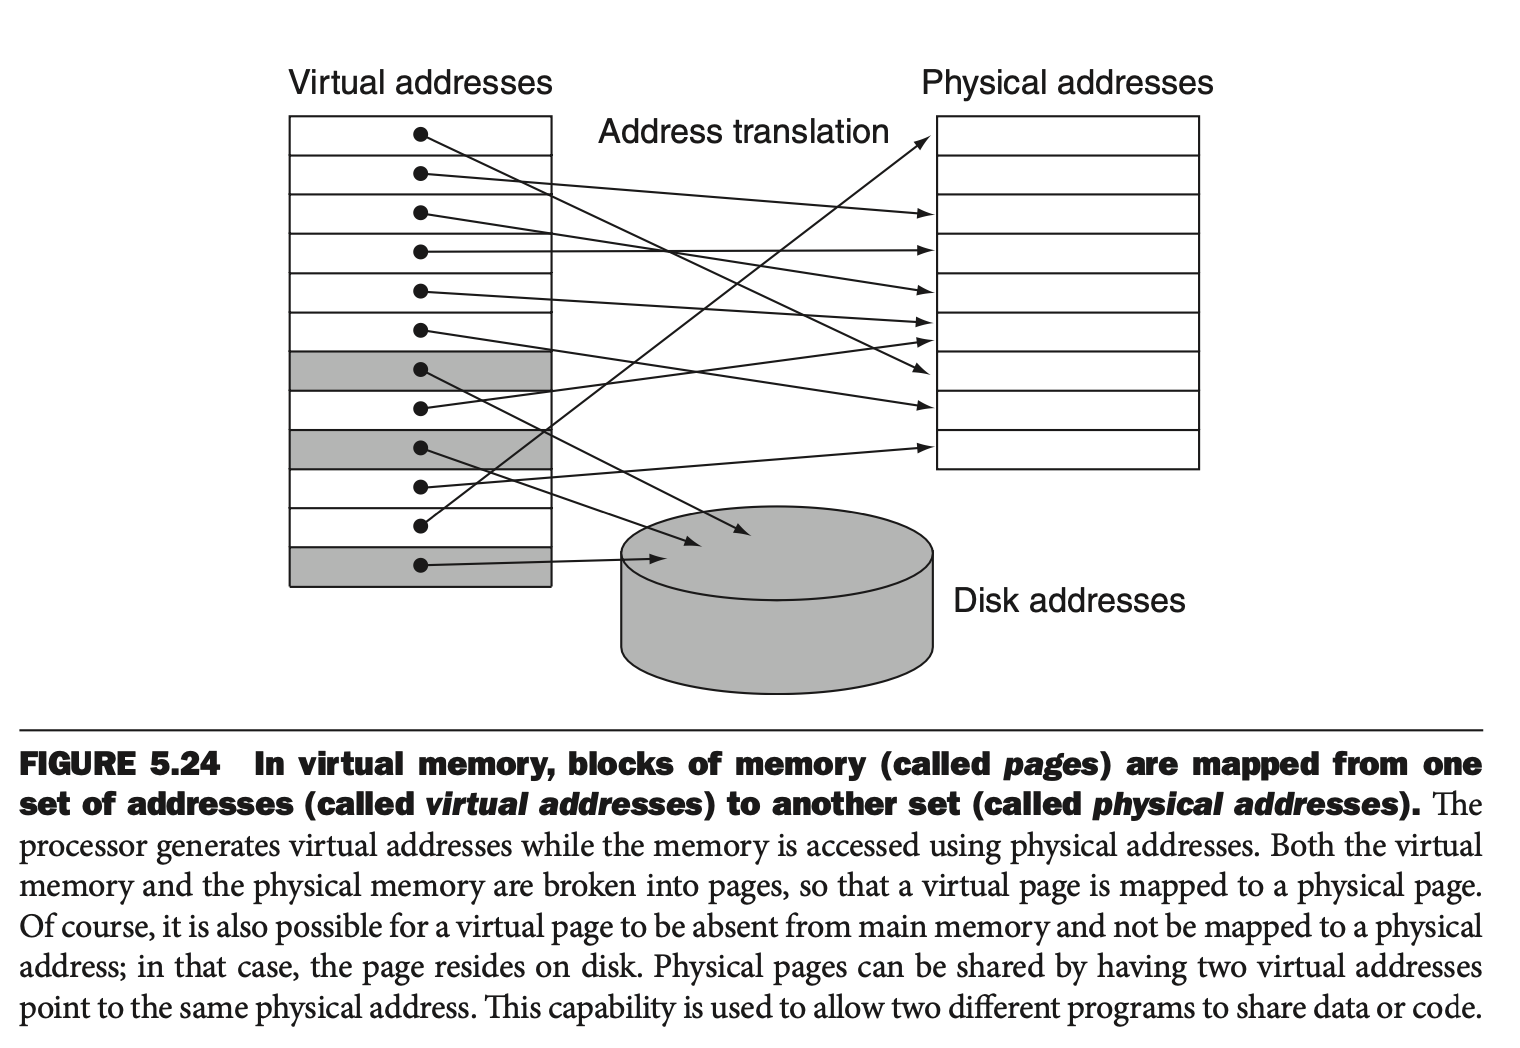 Virtual addresses
Physical addresses
Address translation
Disk addresses
FIGURE 5.24 In virtual memory, blocks of memory (called pages) are mapped from one
set of addresses (called virtual addresses) to another set (called physical addresses). The
processor generates virtual addresses while the memory is accessed using physical addresses. Both the virtual
memory and the physical memory are broken into pages, so that a virtual page is mapped to a physical page.
Of course, it is also possible for a virtual page to be absent from main memory and not be mapped to a physical
address; in that case, the page resides on disk. Physical pages can be shared by having two virtual addresses
point to the same physical address. This capability is used to allow two different programs to share data or code.